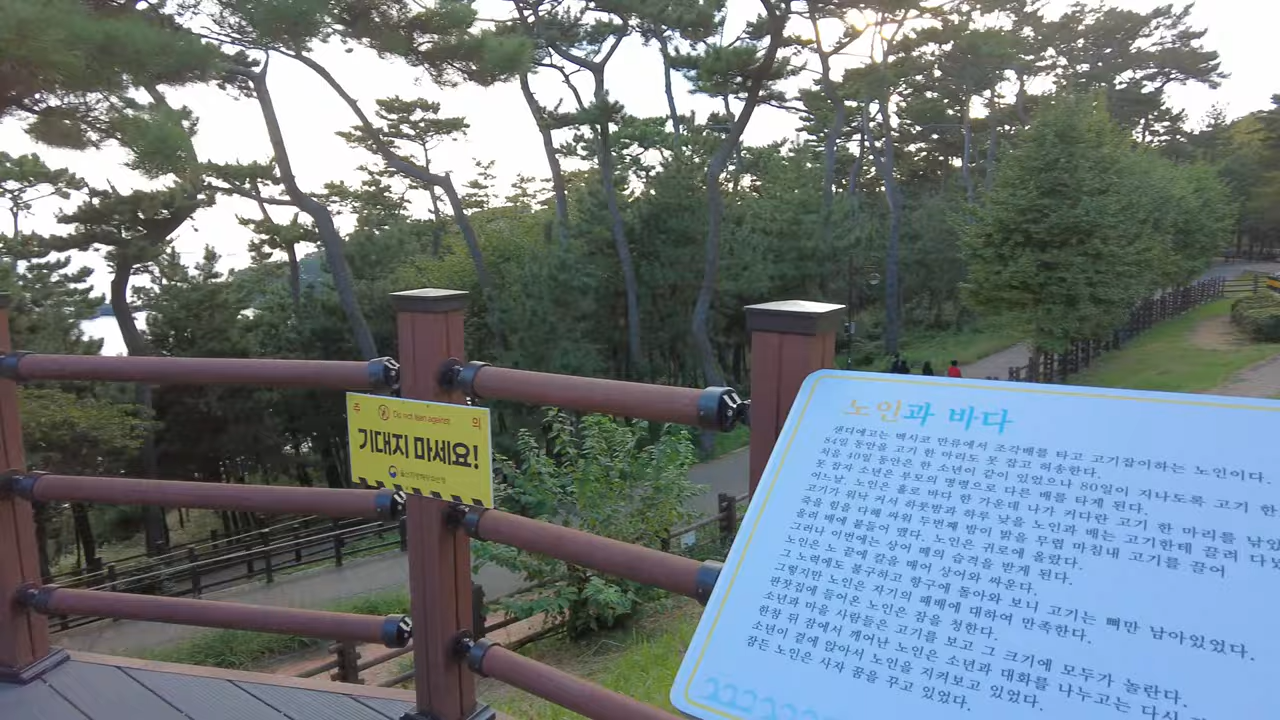 주 Do not lean against 의
기대지 마세요!
노인과 바다
샌디에고는 멕시코 만류에서 조각배를 타고 고기잡이하는 노인이다.
84일 동안을 고기 한 마리도 못 잡고 허송한다.
처음 40일 동안은 한 소년이 같이 있었으나 80일이 지나도록 고기 한
못 잡자 소년은 부모의 명령으로 다른 배를 타게 된다.
어느날, 노인은 홀로 바다 한 가운데 나가 커다란 고기 한 마리를 낚았
고기가 워낙 커서 하룻밤과 하루 낮을 노인과 배는 고기한테 끌려 다녔
죽을 힘을 다해 싸워 두번째 밤이 밝을 무렵 마침내 고기를 끌어
올려 배에 붙들어 맸다. 노인은 귀로에 올랐다.
그러나 이번에는 상어 떼의 습격을 받게 된다.
노인은 노 끝에 칼을 매어 상어와 싸운다.
그 노력에도 불구하고 항구에 돌아와 보니 고기는 뼈만 남아있었다.
그렇지만 노인은 자기의 패배에 대하여 만족한다.
판잣집에 들어온 노인은 잠을 청한다.
소년과 마을 사람들은 고기를 보고 그 크기에 모두가 놀란다.
한참 뒤 잠에서 깨어난 노인은 소년과 대화를 나누고는 다시
소년이 곁에 앉아서 노인을 지켜보고 있었다.
잠든 노인은 사자 꿈을 꾸고 있었다.